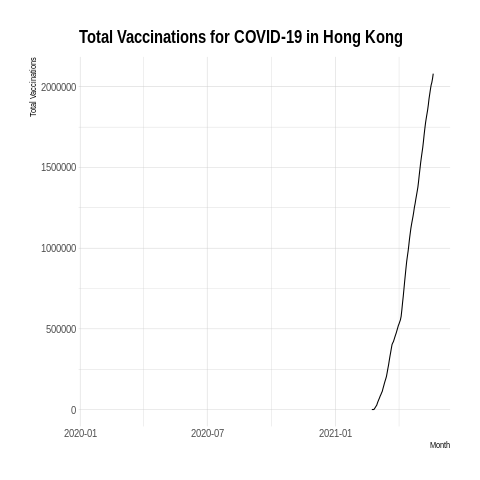 Total Vaccinations for COVID-19 in Hong Kong
Total Vaccinations
2000000
1500000
1000000
500000
0
2020-01
2020-07
2021-01
Month